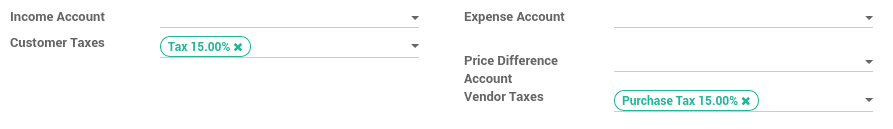 Income Account
Customer Taxes
Tax 15.00% ×
Expense Account
Price Difference
Account
Vendor Taxes
Purchase Tax 15.00% ×